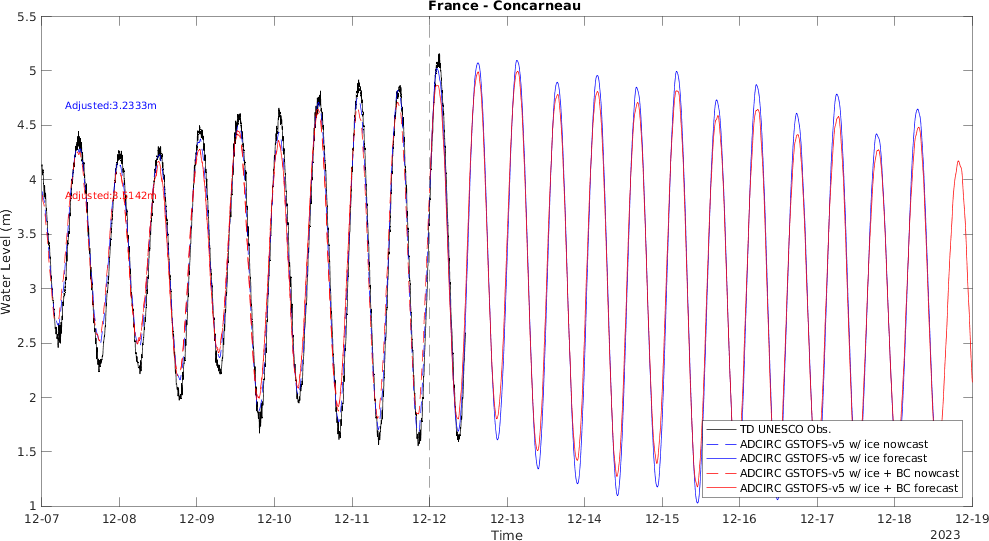 France - Concarneau
5.5
5
4.5
4
3.5
3
2.5
2
1.5
1
Water Level (m)
Adjusted:3.2333m
TD UNESCO Obs.
ADCIRC GSTOFS-v5 w/ ice nowcast
ADCIRC GSTOFS-v5 w/ ice forecast
ADCIRC GSTOFS-v5 w/ ice + BC nowcast
ADCIRC GSTOFS-v5 w/ ice + BC forecast
12-07 12-08 12-09 12-10 12-11 12-12 12-13 12-14 12-15 12-16 12-17 12-18 12-19
Time
2023